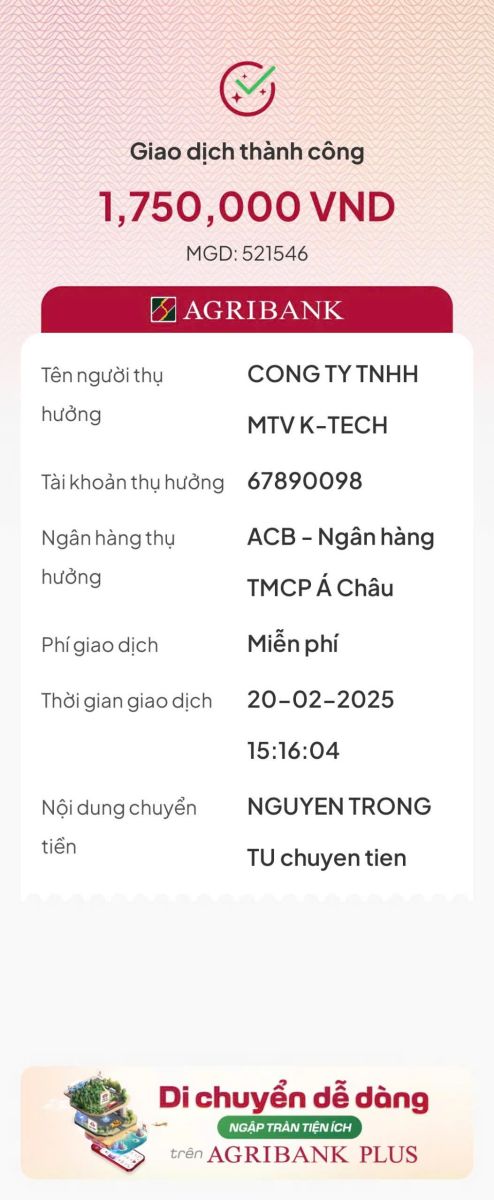 Giao dịch thành công
1,750,000 VND
MGD: 521546
AGRIBANK
Tên người thụ hưởng
CONG TY TNHH
MTV K-TECH
Tài khoản thụ hưởng 67890098
Ngân hàng thụ hưởng
ACB - Ngân hàng
TMCP Á Châu
Phí giao dịch Miễn phí
Thời gian giao dịch 20-02-2025
15:16:04
Nội dung chuyển tiền
NGUYEN TRONG
TU chuyen tien
Di chuyển dễ dàng
NGẬP TRÀN TIỆN ÍCH
trên AGRIBANK PLUS